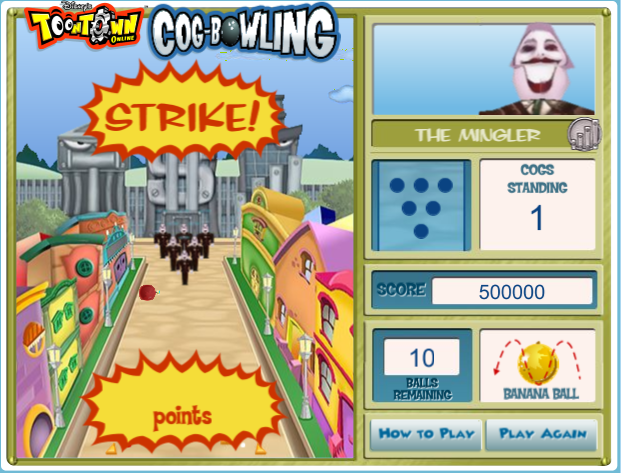 Disney's
TOONTOWN
ONLINE
COG-BOWLING
STRIKE!
THE MINGLER
COGS
STANDING
1
SCORE
500000
10
BALLS
REMAINING
BANANA BALL
points
HOW TO PLAY
PLAY AGAIN